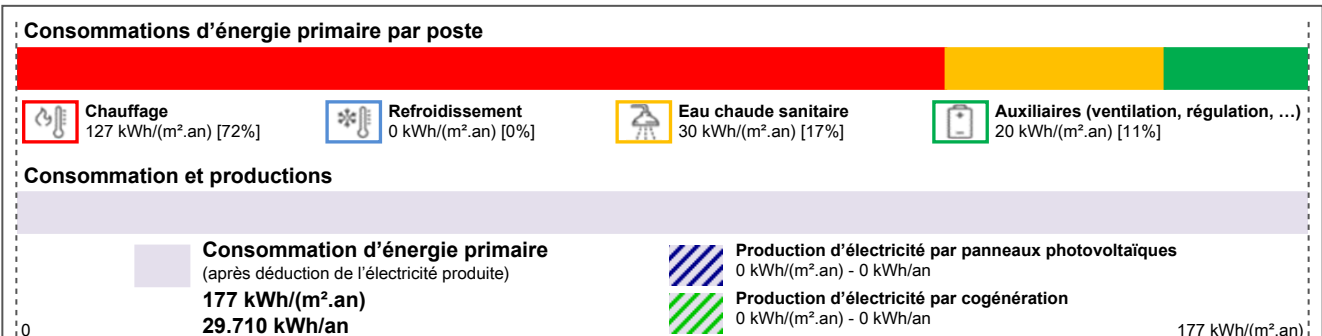 Consommations d'énergie primaire par poste
Chauffage
127 kWh/(m².an) [72%]
Refroidissement
0 kWh/(m².an) [0%]
Eau chaude sanitaire
30 kWh/(m².an) [17%]
Auxiliaires (ventilation, régulation, …)
20 kWh/(m².an) [11%]
Consommation et productions
Consommation d'énergie primaire
(après déduction de l'électricité produite)
177 kWh/(m².an)
29.710 kWh/an
Production d'électricité par panneaux photovoltaïques
0 kWh/(m².an) - 0 kWh/an
Production d'électricité par cogénération
0 kWh/(m².an) - 0 kWh/an
0
177 kWh/(m².an)